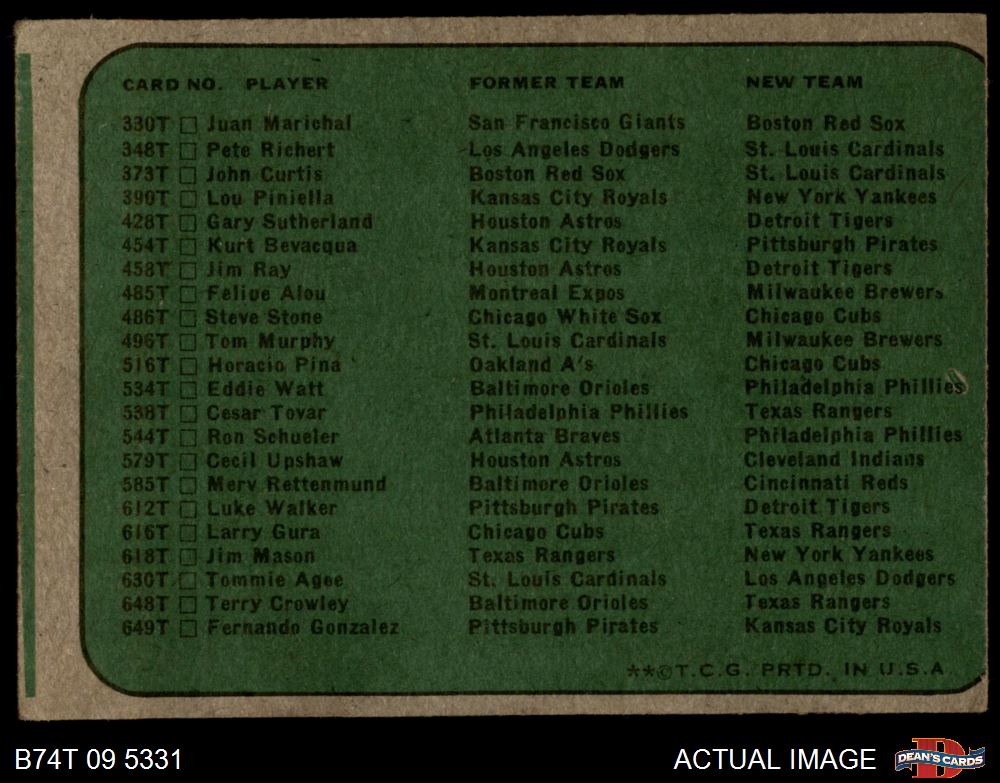 CARD NO. PLAYER FORMER TEAM NEW TEAM
330T □ Juan Marichal San Francisco Giants Boston Red Sox
348T □ Pete Richert Los Angeles Dodgers St. Louis Cardinals
373T □ John Curtis Boston Red Sox St. Louis Cardinals
390T □ Lou Piniella Kansas City Royals New York Yankees
428T □ Gary Sutherland Houston Astros Detroit Tigers
454T □ Kurt Bevacqua Kansas City Royals Pittsburgh Pirates
458T □ Jim Ray Houston Astros Detroit Tigers
485T □ Felipe Alou Montreal Expos Milwaukee Brewers
486T □ Steve Stone Chicago White Sox Chicago Cubs
496T □ Tom Murphy St. Louis Cardinals Milwaukee Brewers
516T □ Horacio Pina Oakland A's Chicago Cubs
534T □ Eddie Watt Baltimore Orioles Philadelphia Phillies
538T □ Cesar Tovar Philadelphia Phillies Texas Rangers
544T □ Ron Schueler Atlanta Braves Philadelphia Phillies
579T □ Cecil Upshaw Houston Astros Cleveland Indians
585T □ Merv Rettenmund Baltimore Orioles Cincinnati Reds
612T □ Luke Walker Pittsburgh Pirates Detroit Tigers
616T □ Larry Gura Chicago Cubs Texas Rangers
618T □ Jim Mason Texas Rangers New York Yankees
630T □ Tommie Agee St. Louis Cardinals Los Angeles Dodgers
648T □ Terry Crowley Baltimore Orioles Texas Rangers
649T □ Fernando Gonzalez Pittsburgh Pirates Kansas City Royals
**©T.C.G. PRTD. IN U.S.A
B74T 09 5331 ACTUAL IMAGE D DEAN'S CARDS